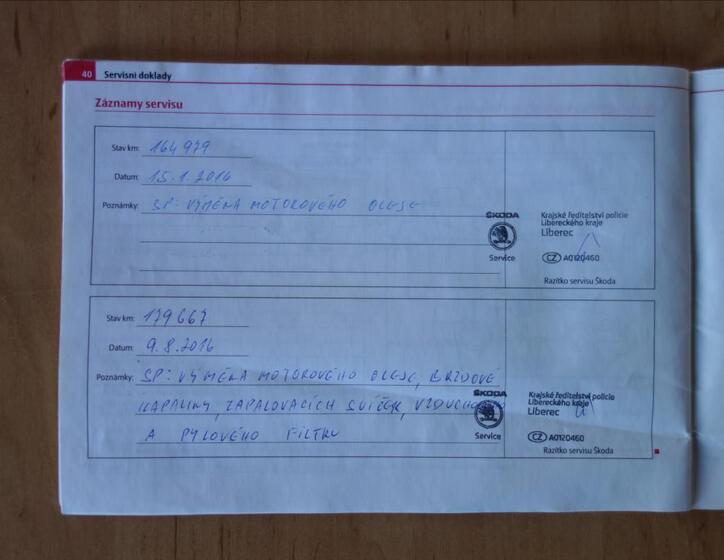 40 Servisní doklady
Záznamy servisu
Stav km: 164 979
Datum: 15.1.2016
Poznámky: SP: VÝMĚNA MOTOROVÉHO OLEJE
ŠKODA
Service
Krajské ředitelství policie
Libereckého kraje
Liberec
CZ A0120460
Razítko servisu Škoda
Stav km: 179 667
Datum: 9.8.2016
Poznámky: SP: VÝMĚNA MOTOROVÉHO OLEJE, BRZDOVÉ
KAPALINY, ZAPALOVACÍCH SVÍČEK, VZDUCHOVÉHO
A PYLOVÉHO FILTRU
ŠKODA
Service
Krajské ředitelství policie
Libereckého kraje
Liberec
CZ A0120460
Razítko servisu Škoda